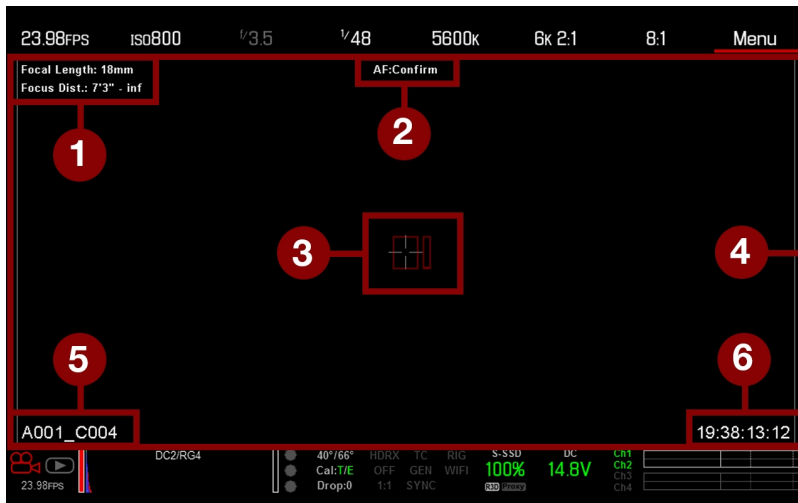 23.98FPS ISO800 f/3.5 1/48 5600K 6K 2:1 8:1 Menu
Focal Length: 18mm
Focus Dist.: 7'3" - inf
AF:Confirm
1
2
3
4
5
6
A001_C004
19:38:13:12
DC2/RG4
23.98FPS
40°/66° HDRX TC RIG
Cal:T/E OFF GEN WIFI
Drop:0 1:1 SYNC
S-SSD
100%
R3D Proxy
DC
14.8V
Ch1
Ch2
Ch3
Ch4